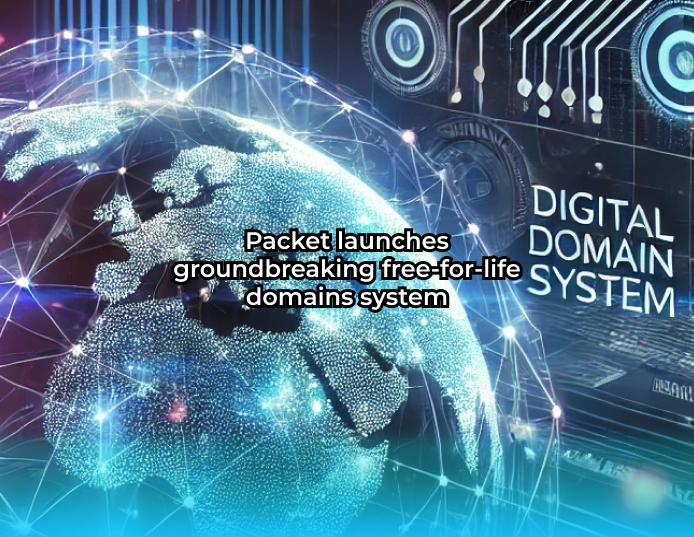 Packet launches
groundbreaking free-for-life
domains system
DIGITAL
DOMAIN
SYSTEM